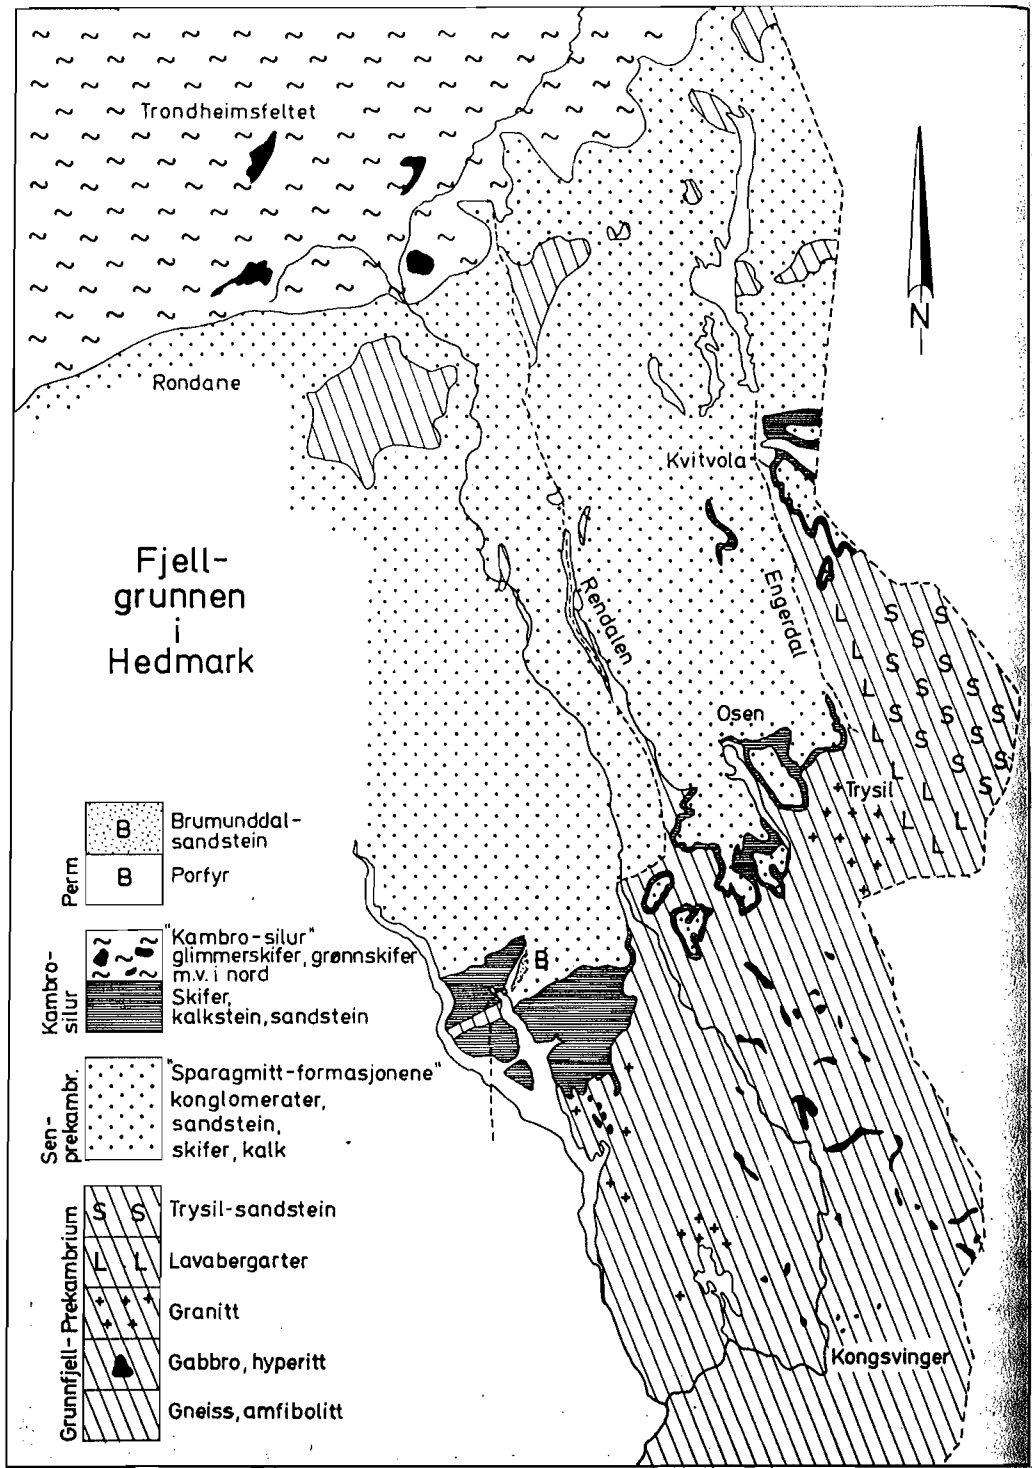 Trondheimsfeltet
Rondane
Kvitvola
Fjell-
grunnen
i
Hedmark
Rendalen
Engerdal
Osen
Trysil
Kongsvinger
N
B
L S S
S
L S S
L S S S
L S S S
L S S
L S
L L
L
Perm
B
Brumunddal-
sandstein
B
Porfyr
Kambro-
silur
"Kambro-silur"
glimmerskifer, grønnskifer
m.v. i nord
Skifer,
kalkstein, sandstein
Sen-
prekambr.
"Sparagmitt-formasjonene"
konglomerater,
sandstein,
skifer, kalk
Grunnfjell-Prekambrium
S S
Trysil-sandstein
L L
Lavabergarter
Granitt
Gabbro, hyperitt
Gneiss, amfibolitt